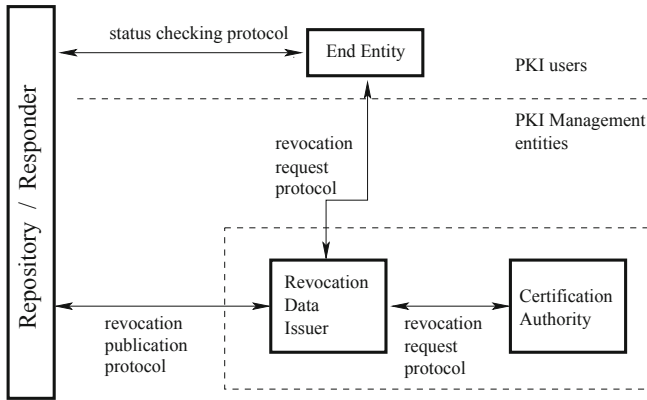 status checking protocol
End Entity
PKI users
PKI Management
entities
revocation
request
protocol
Repository / Responder
Revocation
Data
Issuer
Certification
Authority
revocation
publication
protocol
revocation
request
protocol